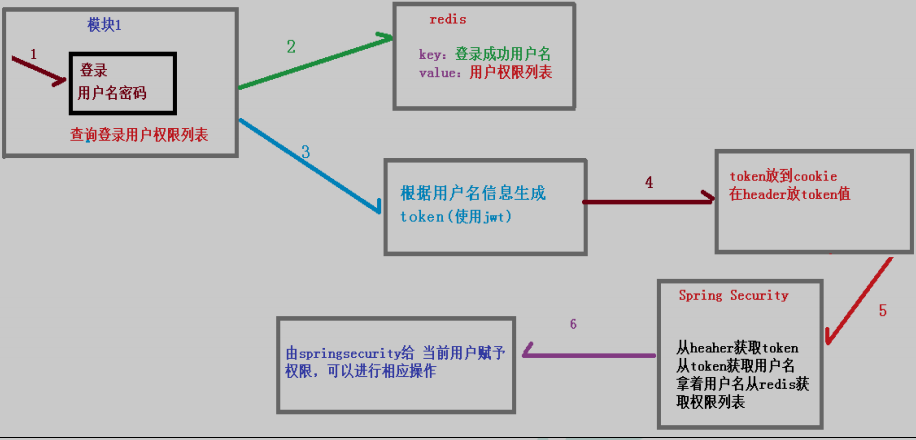 模块1
1
登录
用户名密码
查询登录用户权限列表
2
redis
key：登录成功用户名
value：用户权限列表
3
根据用户名信息生成
token(使用jwt)
4
token放到cookie
在header放token值
5
Spring Security
从heaher获取token
从token获取用户名
拿着用户名从redis获
取权限列表
6
由springsecurity给 当前用户赋予
权限，可以进行相应操作